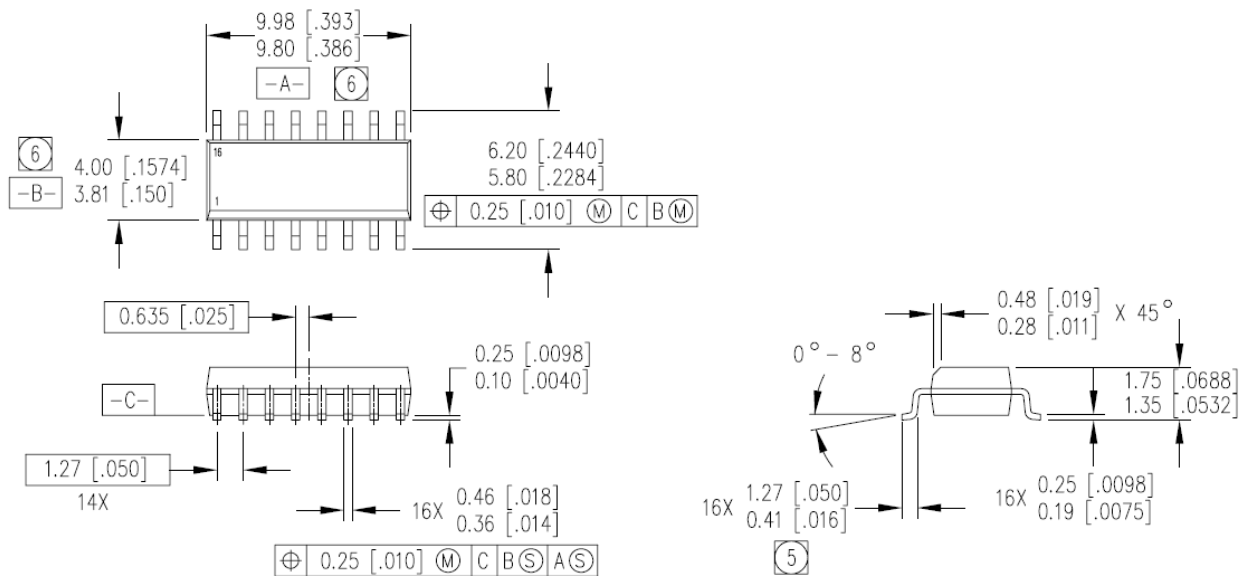 9.98 [.393]
9.80 [.386]
-A- 6
16
1
6
4.00 [.1574]
3.81 [.150]
-B-
6.20 [.2440]
5.80 [.2284]
⌖ 0.25 [.010] Ⓜ C B Ⓜ
0.635 [.025]
0.25 [.0098]
0.10 [.0040]
-C-
1.27 [.050]
14X
16X 0.46 [.018]
0.36 [.014]
⌖ 0.25 [.010] Ⓜ C B Ⓢ A Ⓢ
0.48 [.019]
0.28 [.011]
X 45°
0° - 8°
1.75 [.0688]
1.35 [.0532]
16X 1.27 [.050]
0.41 [.016]
5
16X 0.25 [.0098]
0.19 [.0075]